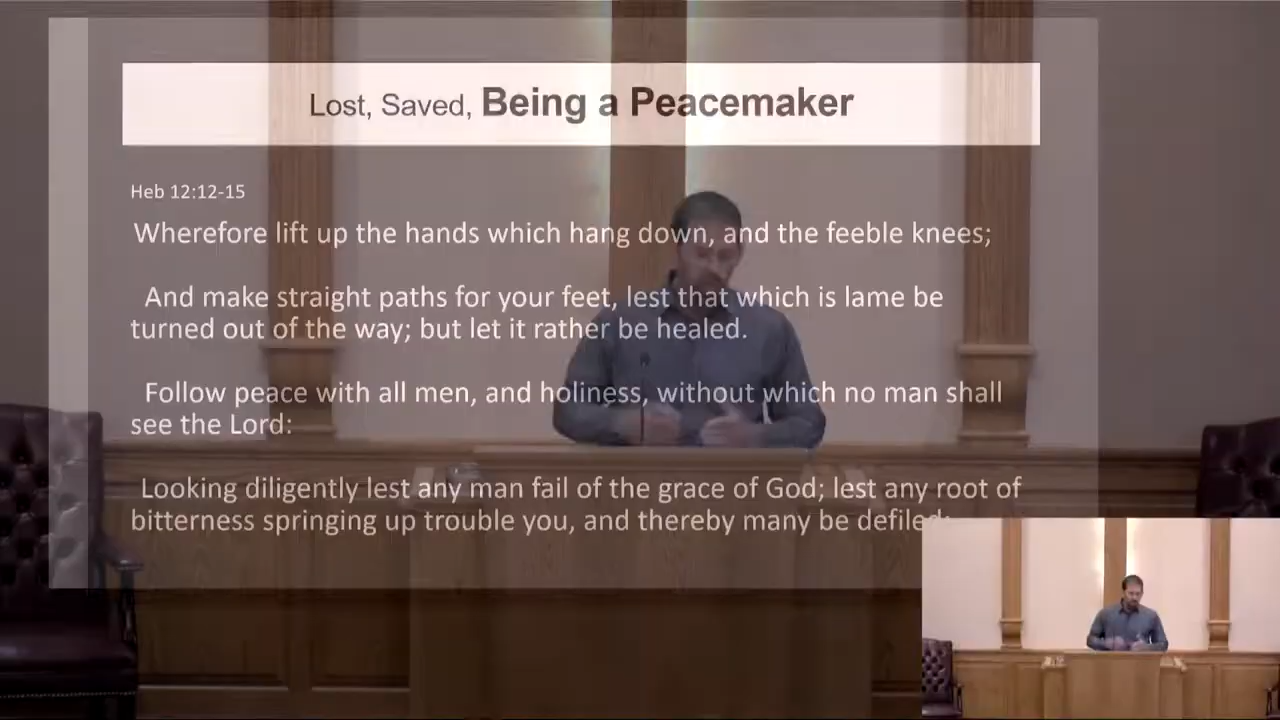 Lost, Saved, Being a Peacemaker
Heb 12:12-15
Wherefore lift up the hands which hang down, and the feeble knees;
And make straight paths for your feet, lest that which is lame be
turned out of the way; but let it rather be healed.
Follow peace with all men, and holiness, without which no man shall
see the Lord:
Looking diligently lest any man fail of the grace of God; lest any root of
bitterness springing up trouble you, and thereby many be defiled;